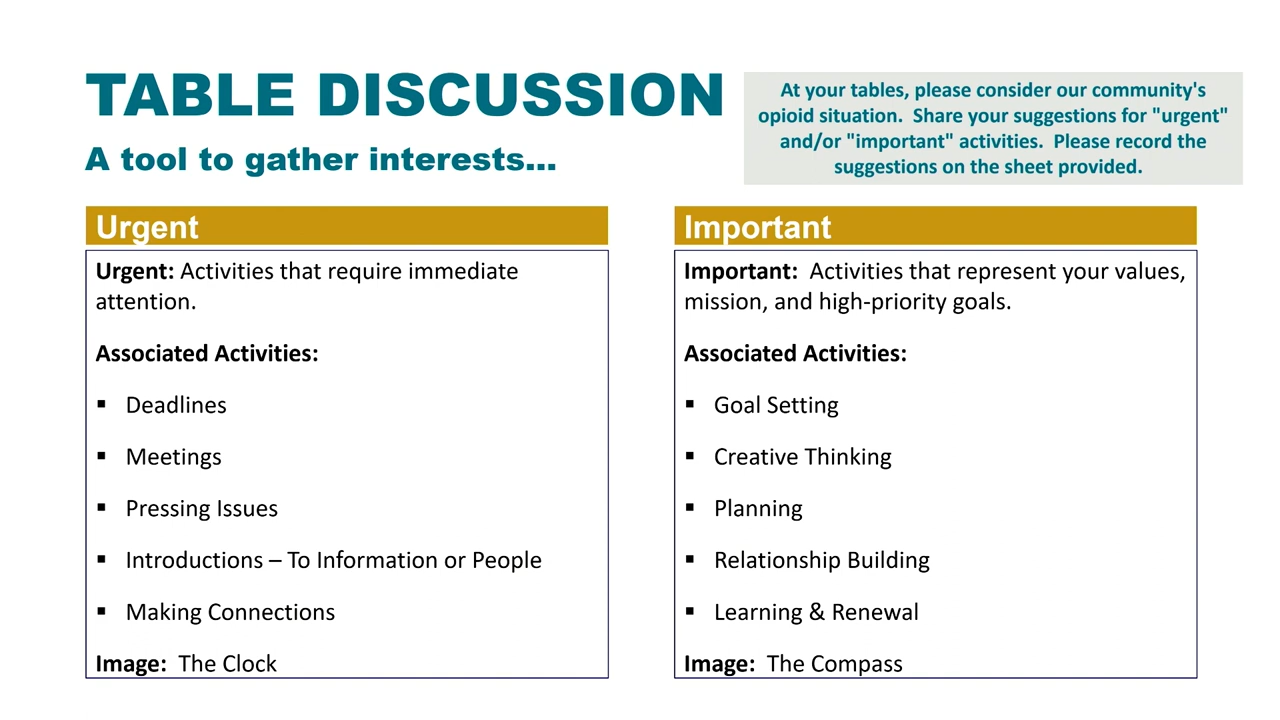 TABLE DISCUSSION
A tool to gather interests...
At your tables, please consider our community's
opioid situation.  Share your suggestions for "urgent"
and/or "important" activities.  Please record the
suggestions on the sheet provided.
Urgent
Urgent: Activities that require immediate
attention.
Associated Activities:
▪ Deadlines
▪ Meetings
▪ Pressing Issues
▪ Introductions – To Information or People
▪ Making Connections
Image:  The Clock
Important
Important:  Activities that represent your values,
mission, and high-priority goals.
Associated Activities:
▪ Goal Setting
▪ Creative Thinking
▪ Planning
▪ Relationship Building
▪ Learning & Renewal
Image:  The Compass